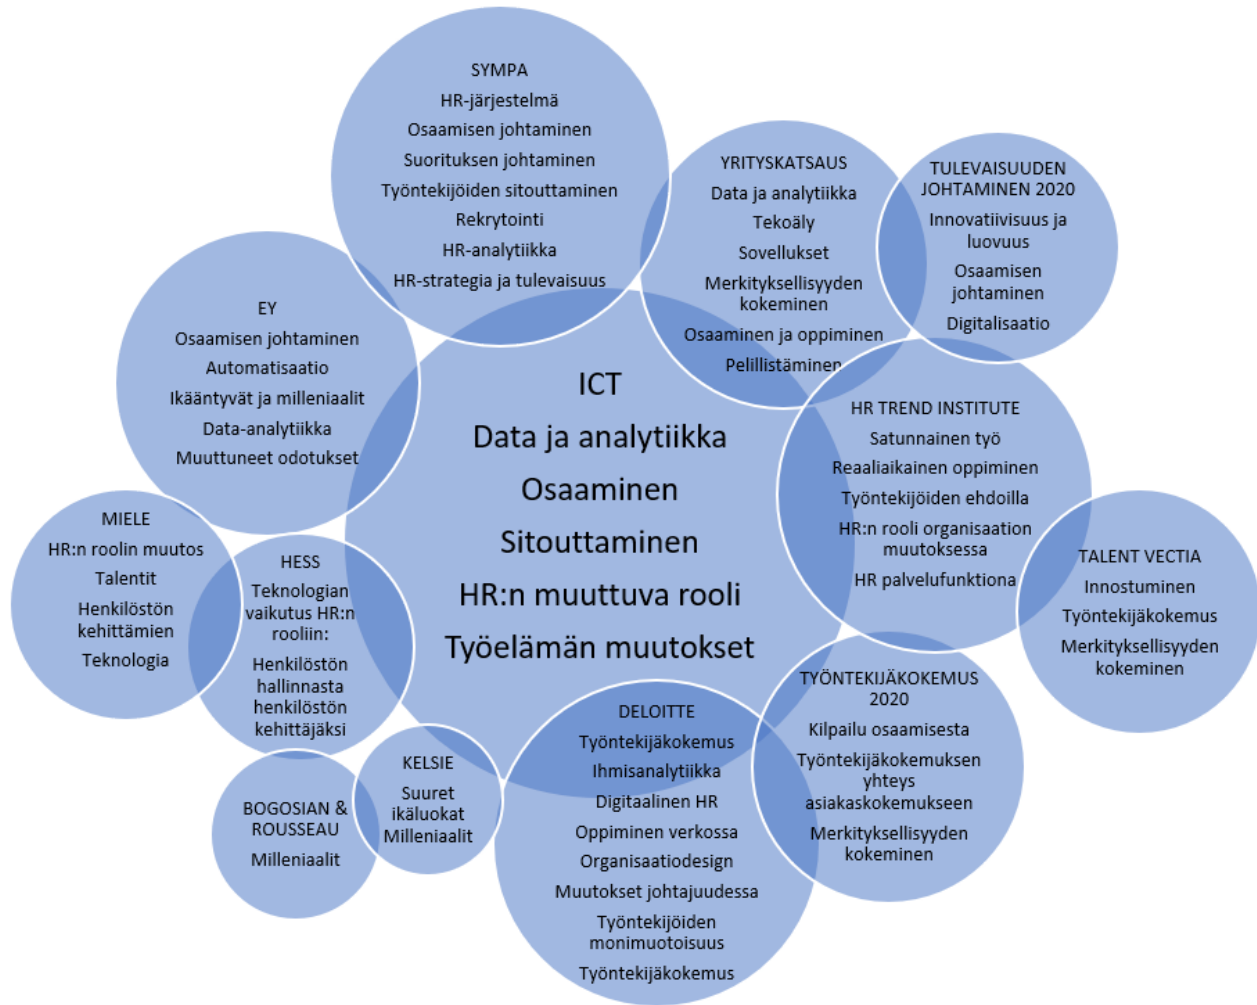 SYMPA
HR-järjestelmä
Osaamisen johtaminen
Suorituksen johtaminen
Työntekijöiden sitouttaminen
Rekrytointi
HR-analytiikka
HR-strategia ja tulevaisuus
YRITYSKATSAUS
Data ja analytiikka
Tekoäly
Sovellukset
Merkityksellisyyden
kokeminen
Osaaminen ja oppiminen
Pelillistäminen
TULEVAISUUDEN
JOHTAMINEN 2020
Innovatiivisuus ja
luovuus
Osaamisen
johtaminen
Digitalisaatio
EY
Osaamisen johtaminen
Automatisaatio
Ikääntyvät ja milleniaalit
Data-analytiikka
Muuttuneet odotukset
ICT
Data ja analytiikka
Osaaminen
Sitouttaminen
HR:n muuttuva rooli
Työelämän muutokset
HR TREND INSTITUTE
Satunnainen työ
Reaaliaikainen oppiminen
Työntekijöiden ehdoilla
HR:n rooli organisaation
muutoksessa
HR palvelufunktiona
MIELE
HR:n roolin muutos
Talentit
Henkilöstön
kehittämien
Teknologia
HESS
Teknologian
vaikutus HR:n
rooliin:
Henkilöstön
hallinnasta
henkilöstön
kehittäjäksi
TALENT VECTIA
Innostuminen
Työntekijäkokemus
Merkityksellisyyden
kokeminen
TYÖNTEKIJÄKOKEMUS
2020
Kilpailu osaamisesta
Työntekijäkokemuksen
yhteys
asiakaskokemukseen
Merkityksellisyyden
kokeminen
DELOITTE
Työntekijäkokemus
Ihmisanalytiikka
Digitaalinen HR
Oppiminen verkossa
Organisaatiodesign
Muutokset johtajuudessa
Työntekijöiden
monimuotoisuus
Työntekijäkokemus
KELSIE
Suuret
ikäluokat
Milleniaalit
BOGOSIAN &
ROUSSEAU
Milleniaalit